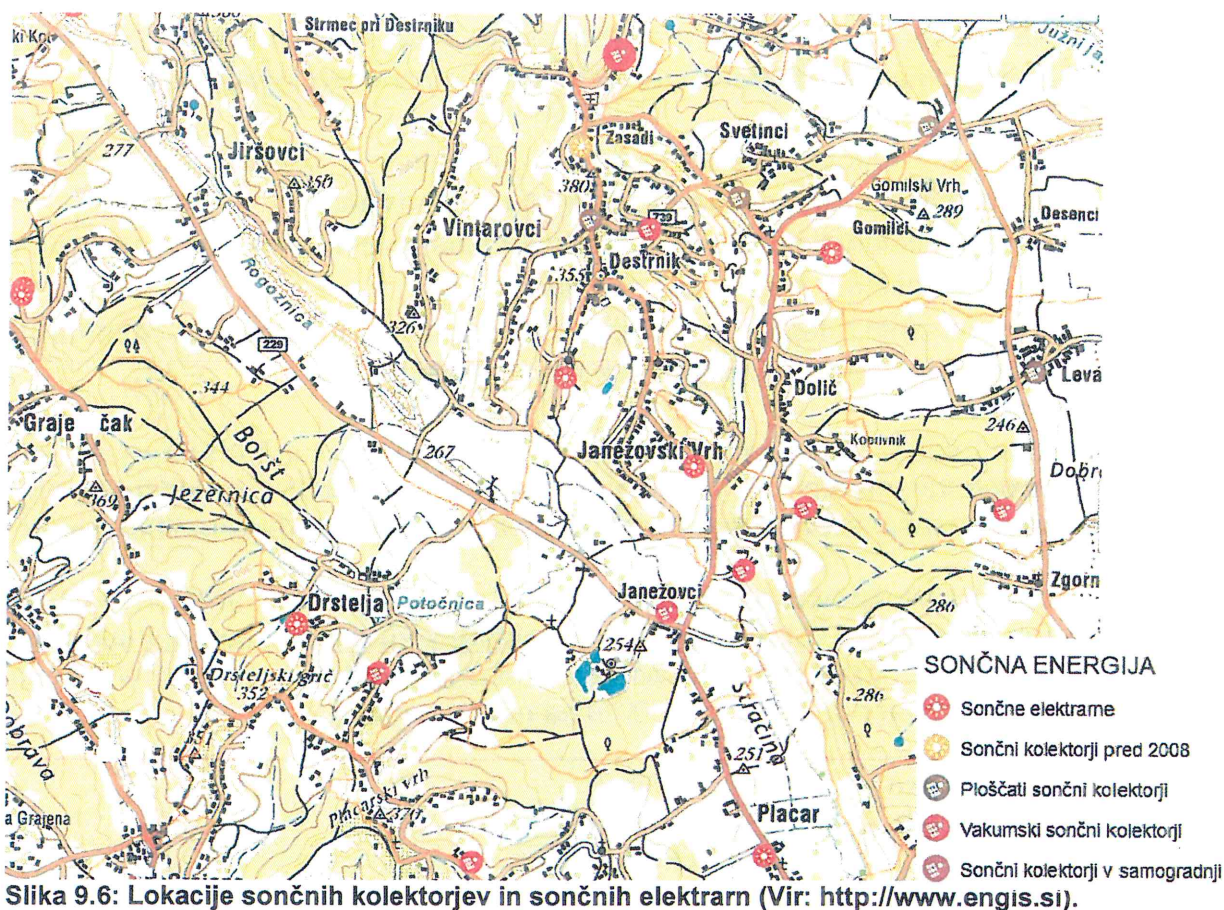 Strmec pri Destrniku
Južni
Zasadi
Svetinci
277
Jiršovci
356
380
Gomilski Vrh
289
Desenci
Vintarovci
739
Gomilci
Destrnik
355
Rogoznica
326
229
344
Dolič
Graje čak
Boršt
267
Koprivnik
246
Janežovski Vrh
369
Jezernica
Zgorn
Janežovci
Drstelja
Potočnica
286
254
Drsteljski grič
352
SONČNA ENERGIJA
Sončne elektrarne
286
Sončni kolektorji pred 2008
251
Ploščati sončni kolektorji
Placarski vrh
Placar
a Grajena
Vakumski sončni kolektorji
Sončni kolektorji v samogradnji
Slika 9.6: Lokacije sončnih kolektorjev in sončnih elektrarn (Vir: http://www.engis.si).